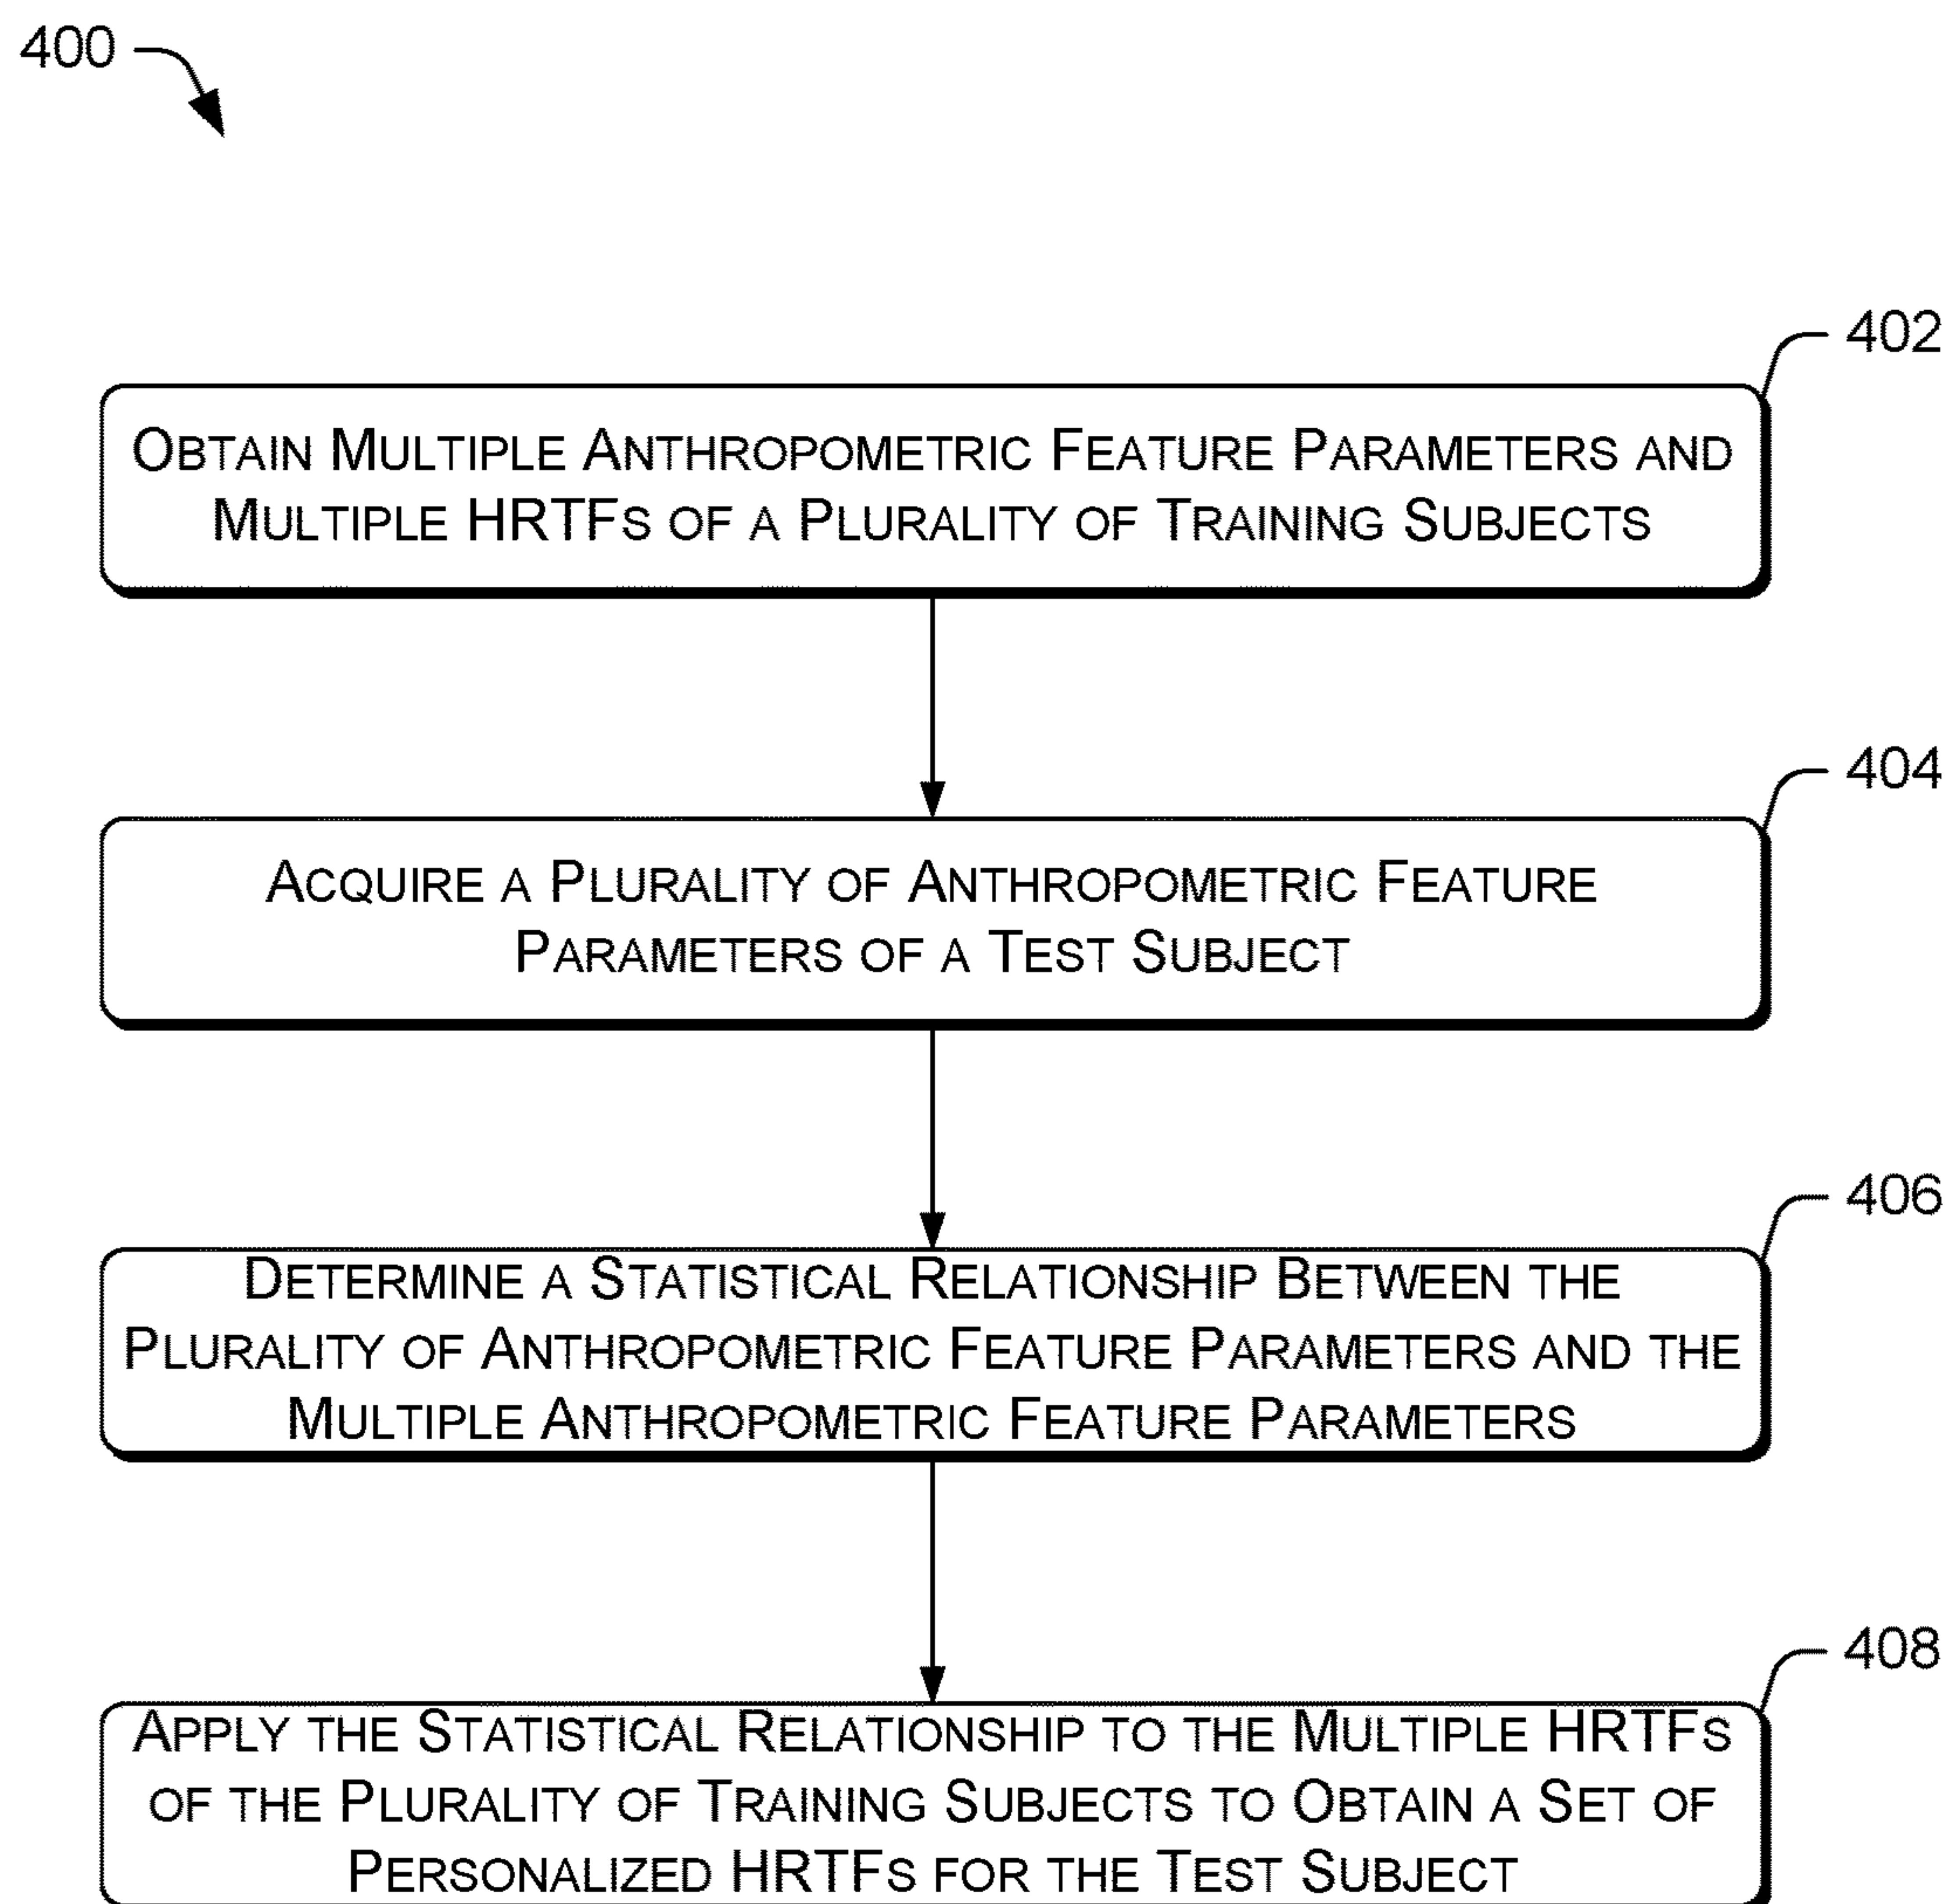 400
402
OBTAIN MULTIPLE ANTHROPOMETRIC FEATURE PARAMETERS AND
MULTIPLE HRTFS OF A PLURALITY OF TRAINING SUBJECTS
404
ACQUIRE A PLURALITY OF ANTHROPOMETRIC FEATURE
PARAMETERS OF A TEST SUBJECT
406
DETERMINE A STATISTICAL RELATIONSHIP BETWEEN THE
PLURALITY OF ANTHROPOMETRIC FEATURE PARAMETERS AND THE
MULTIPLE ANTHROPOMETRIC FEATURE PARAMETERS
408
APPLY THE STATISTICAL RELATIONSHIP TO THE MULTIPLE HRTFS
OF THE PLURALITY OF TRAINING SUBJECTS TO OBTAIN A SET OF
PERSONALIZED HRTFS FOR THE TEST SUBJECT